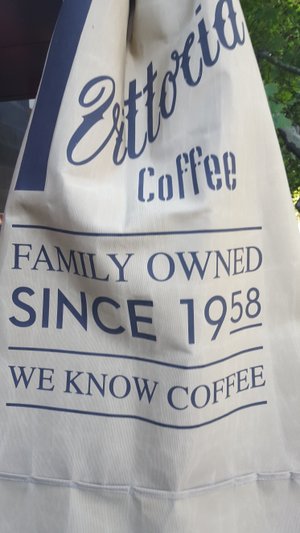 Vittoria
Coffee
FAMILY OWNED
SINCE 1958
WE KNOW COFFEE